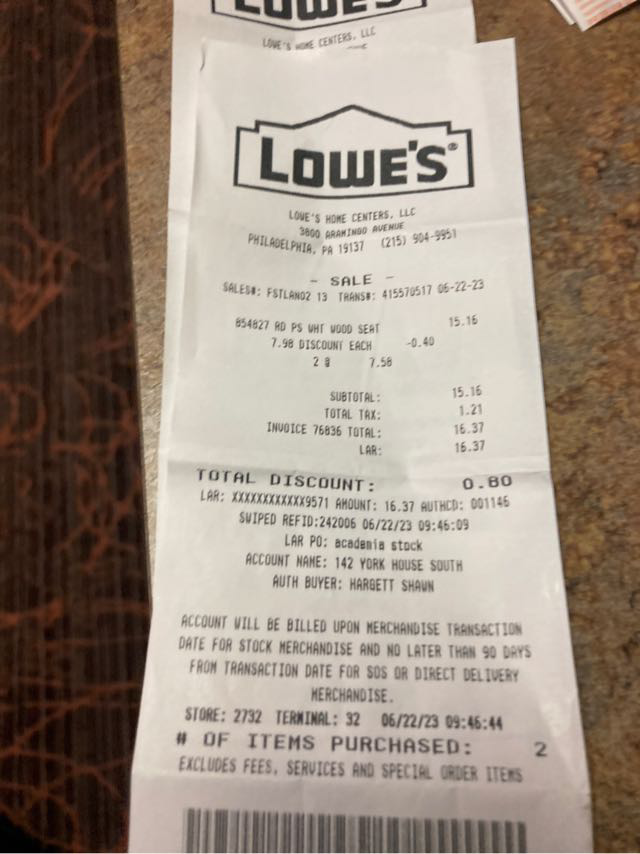 LOWE'S
LOWE'S HOME CENTERS, LLC
LOWE'S®
LOWE'S HOME CENTERS, LLC
3800 ARAMINGO AVENUE
PHILADELPHIA, PA 19137 (215) 904-9951
- SALE -
SALES#: FSTLAN02 13 TRANS#: 415570517 06-22-23
854827 RD PS WHT WOOD SEAT 15.16
7.98 DISCOUNT EACH -0.40
2 @ 7.58
SUBTOTAL: 15.16
TOTAL TAX: 1.21
INVOICE 76836 TOTAL: 16.37
LAR: 16.37
TOTAL DISCOUNT: 0.80
LAR: XXXXXXXXXXXX9571 AMOUNT: 16.37 AUTHCD: 001146
SWIPED REFID:242006 06/22/23 09:46:09
LAR PO: academia stock
ACCOUNT NAME: 142 YORK HOUSE SOUTH
AUTH BUYER: HARGETT SHAWN
ACCOUNT WILL BE BILLED UPON MERCHANDISE TRANSACTION
DATE FOR STOCK MERCHANDISE AND NO LATER THAN 90 DAYS
FROM TRANSACTION DATE FOR SOS OR DIRECT DELIVERY
MERCHANDISE.
STORE: 2732 TERMINAL: 32 06/22/23 09:46:44
# OF ITEMS PURCHASED: 2
EXCLUDES FEES, SERVICES AND SPECIAL ORDER ITEMS